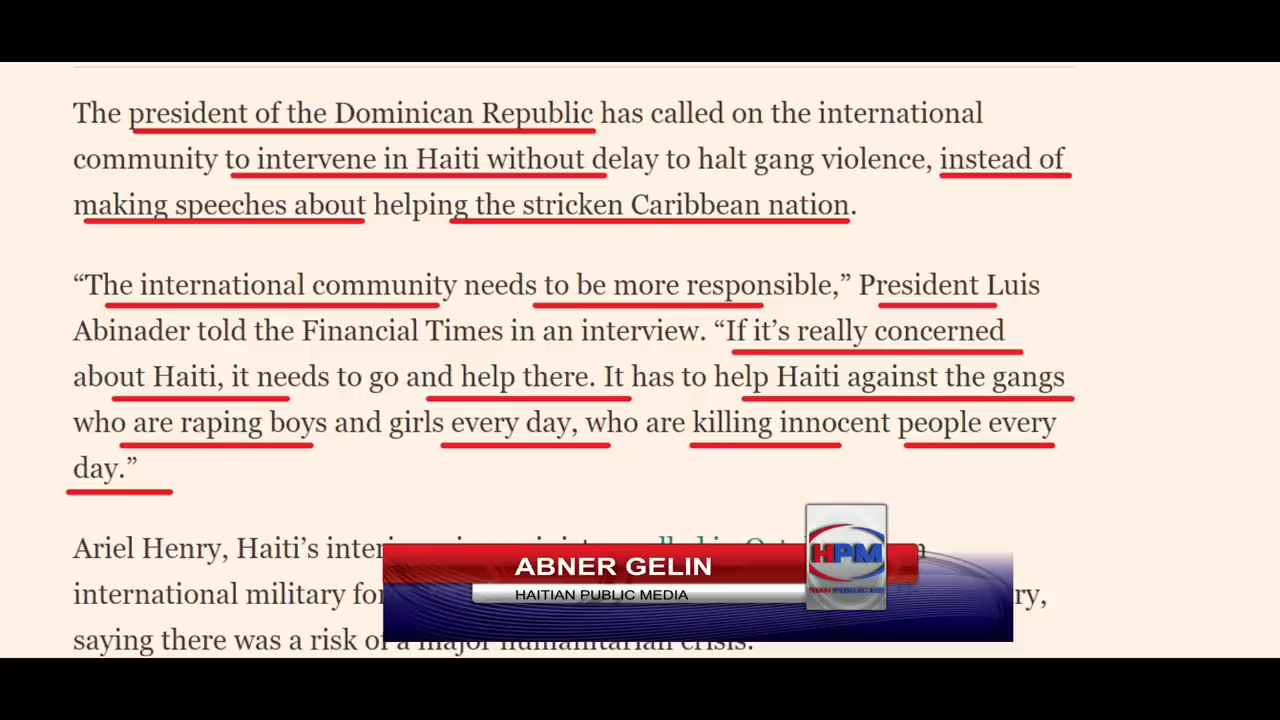 The president of the Dominican Republic has called on the international
community to intervene in Haiti without delay to halt gang violence, instead of
making speeches about helping the stricken Caribbean nation.
“The international community needs to be more responsible,” President Luis
Abinader told the Financial Times in an interview. “If it’s really concerned
about Haiti, it needs to go and help there. It has to help Haiti against the gangs
who are raping boys and girls every day, who are killing innocent people every
day.”
Ariel Henry, Haiti’s
international military
saying there was a risk of a major humanitarian crisis.
ABNER GELIN
HAITIAN PUBLIC MEDIA
HPM